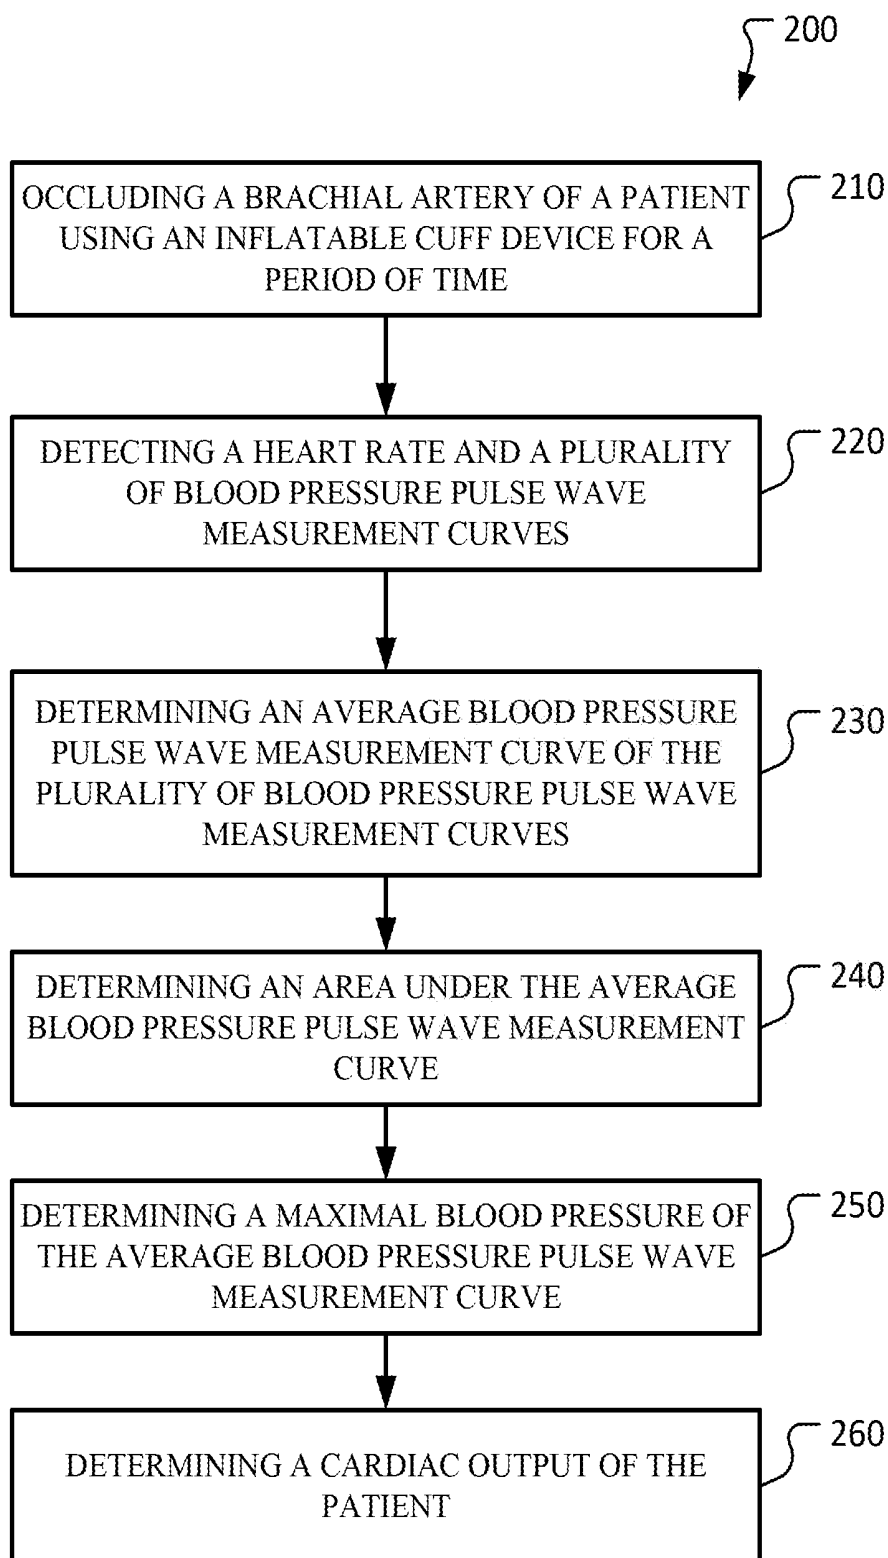 200
OCCLUDING A BRACHIAL ARTERY OF A PATIENT
USING AN INFLATABLE CUFF DEVICE FOR A
PERIOD OF TIME
210
DETECTING A HEART RATE AND A PLURALITY
OF BLOOD PRESSURE PULSE WAVE
MEASUREMENT CURVES
220
DETERMINING AN AVERAGE BLOOD PRESSURE
PULSE WAVE MEASUREMENT CURVE OF THE
PLURALITY OF BLOOD PRESSURE PULSE WAVE
MEASUREMENT CURVES
230
DETERMINING AN AREA UNDER THE AVERAGE
BLOOD PRESSURE PULSE WAVE MEASUREMENT
CURVE
240
DETERMINING A MAXIMAL BLOOD PRESSURE OF
THE AVERAGE BLOOD PRESSURE PULSE WAVE
MEASUREMENT CURVE
250
DETERMINING A CARDIAC OUTPUT OF THE
PATIENT
260